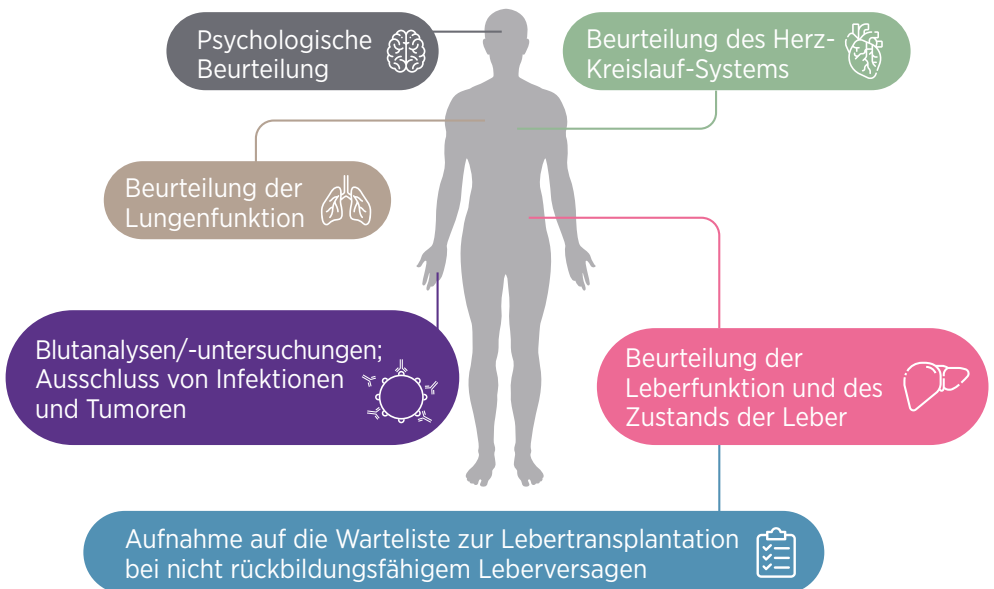 Psychologische
Beurteilung
Beurteilung des Herz-
Kreislauf-Systems
Beurteilung der
Lungenfunktion
Blutanalysen/-untersuchungen;
Ausschluss von Infektionen
und Tumoren
Beurteilung der
Leberfunktion und des
Zustands der Leber
Aufnahme auf die Warteliste zur Lebertransplantation
bei nicht rückbildungsfähigem Leberversagen